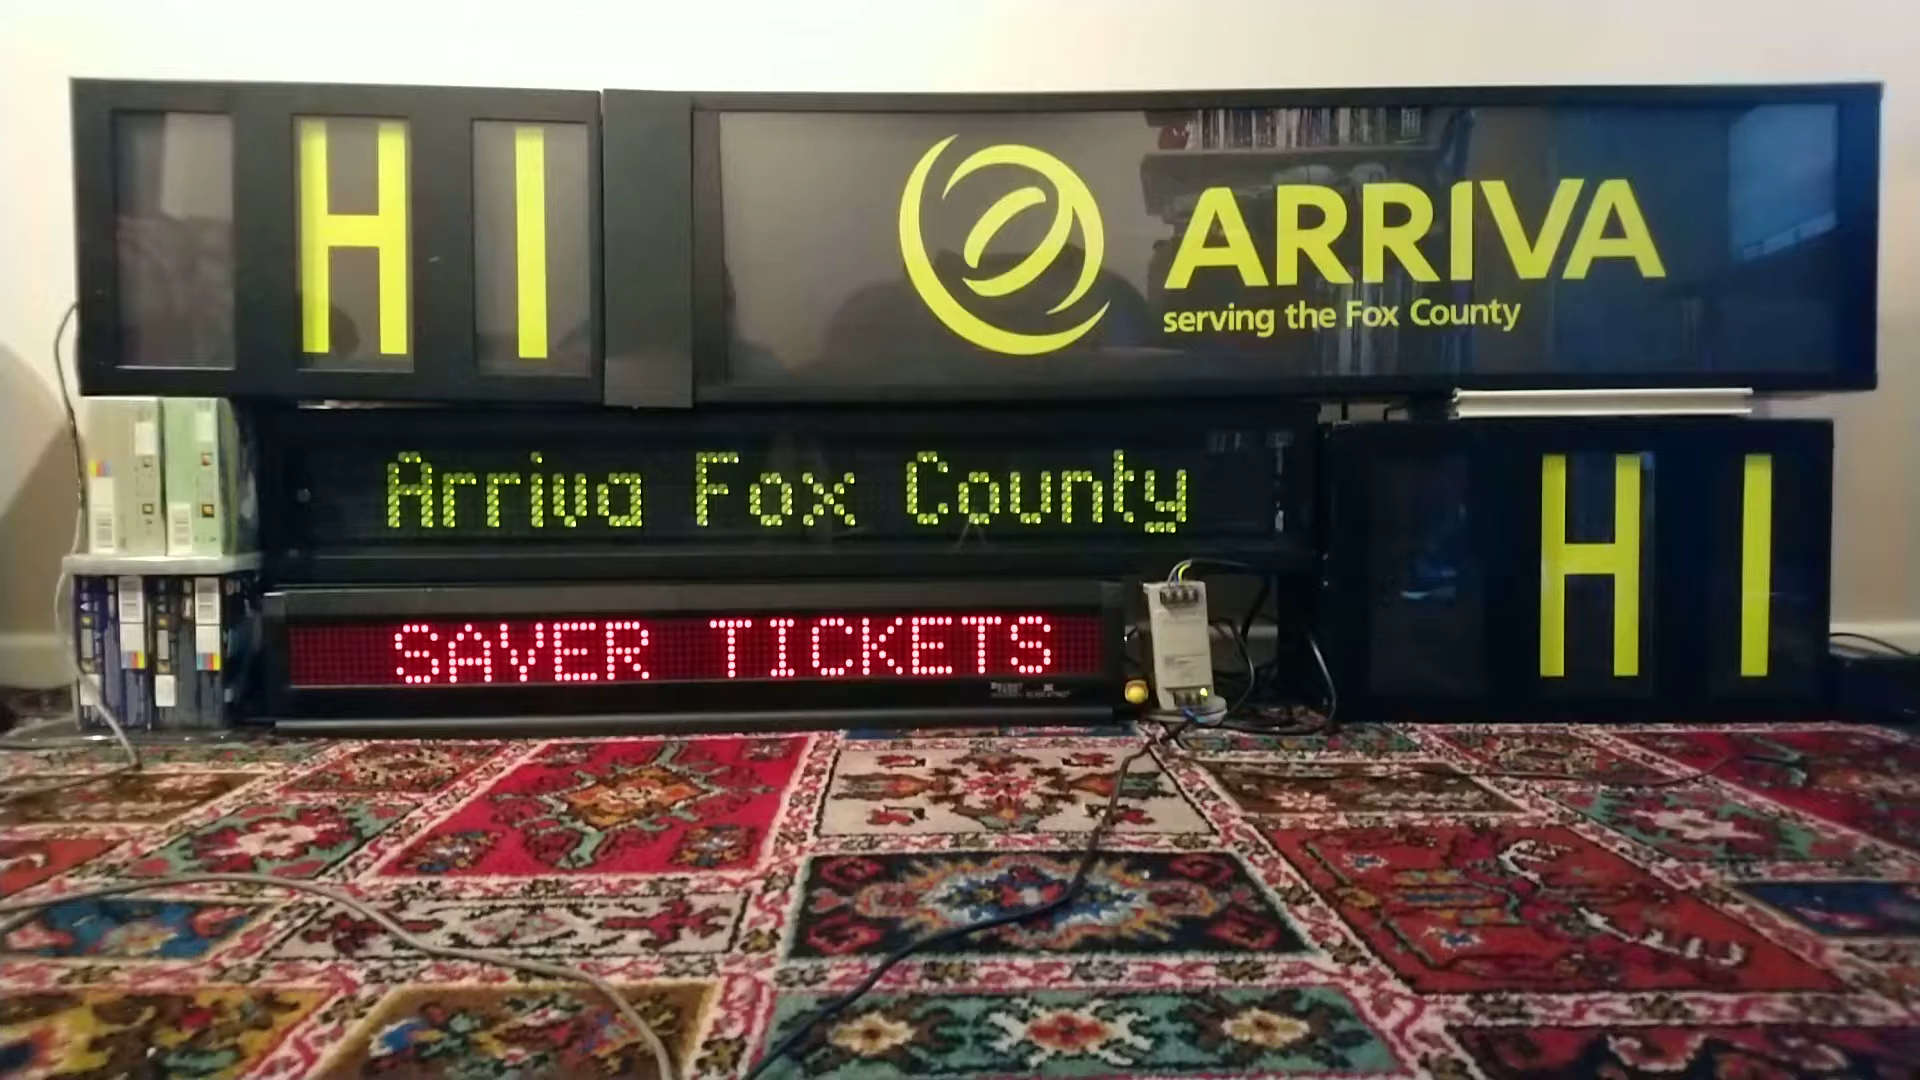 HI
ARRIVA
serving the Fox County
Arriva Fox County
HI
SAVER TICKETS